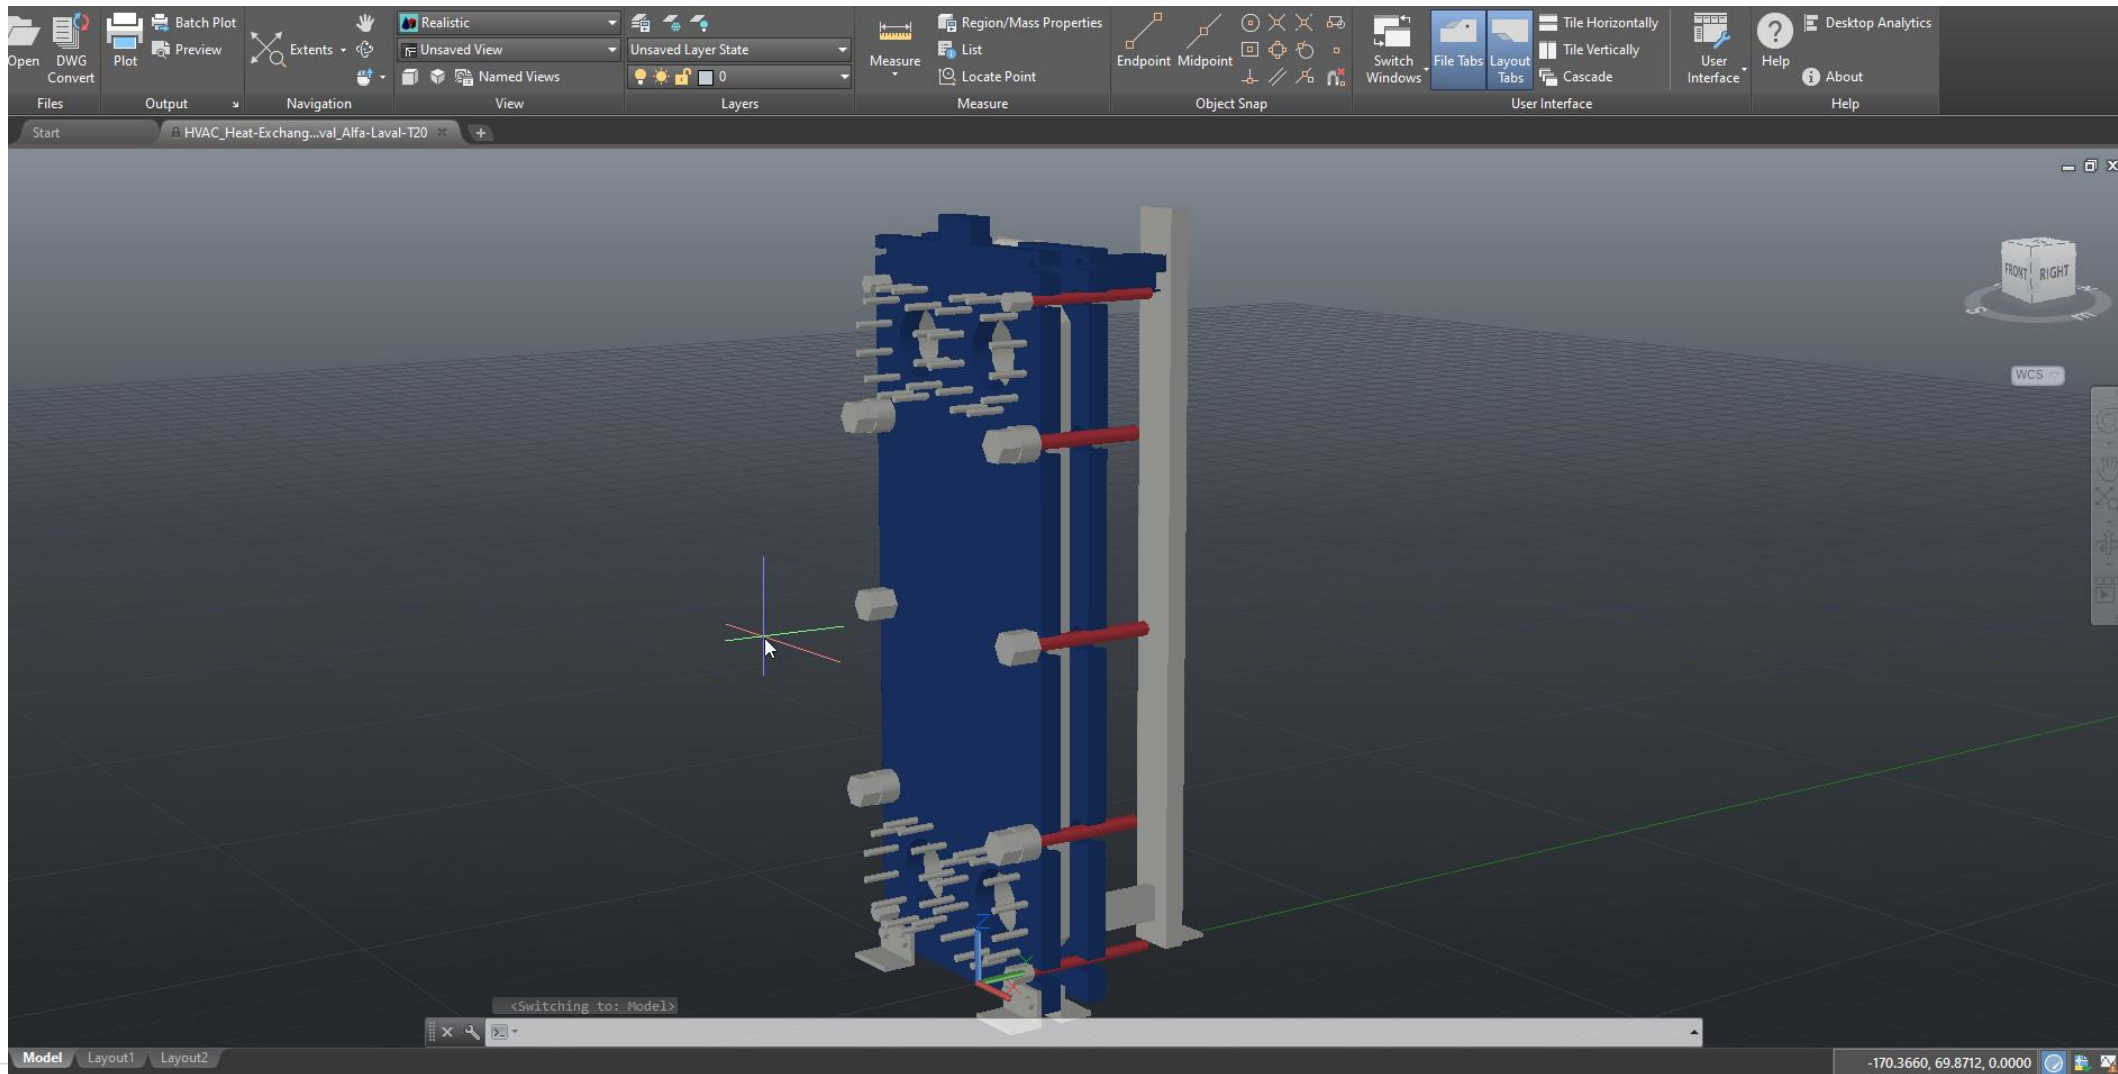 Open
DWG
Convert
Files
Plot
Batch Plot
Preview
Output
Extents
Navigation
Realistic
Unsaved View
Named Views
View
Unsaved Layer State
0
Layers
Measure
Region/Mass Properties
List
Locate Point
Measure
Endpoint
Midpoint
Object Snap
Switch
Windows
File Tabs
Layout
Tabs
Tile Horizontally
Tile Vertically
Cascade
User
Interface
User Interface
Help
Desktop Analytics
About
Help
Start
HVAC_Heat-Exchang...val_Alfa-Laval-T20
FRONT
RIGHT
S
E
WCS
Z
Y
X
<Switching to: Model>
Model
Layout1
Layout2
-170.3660, 69.8712, 0.0000